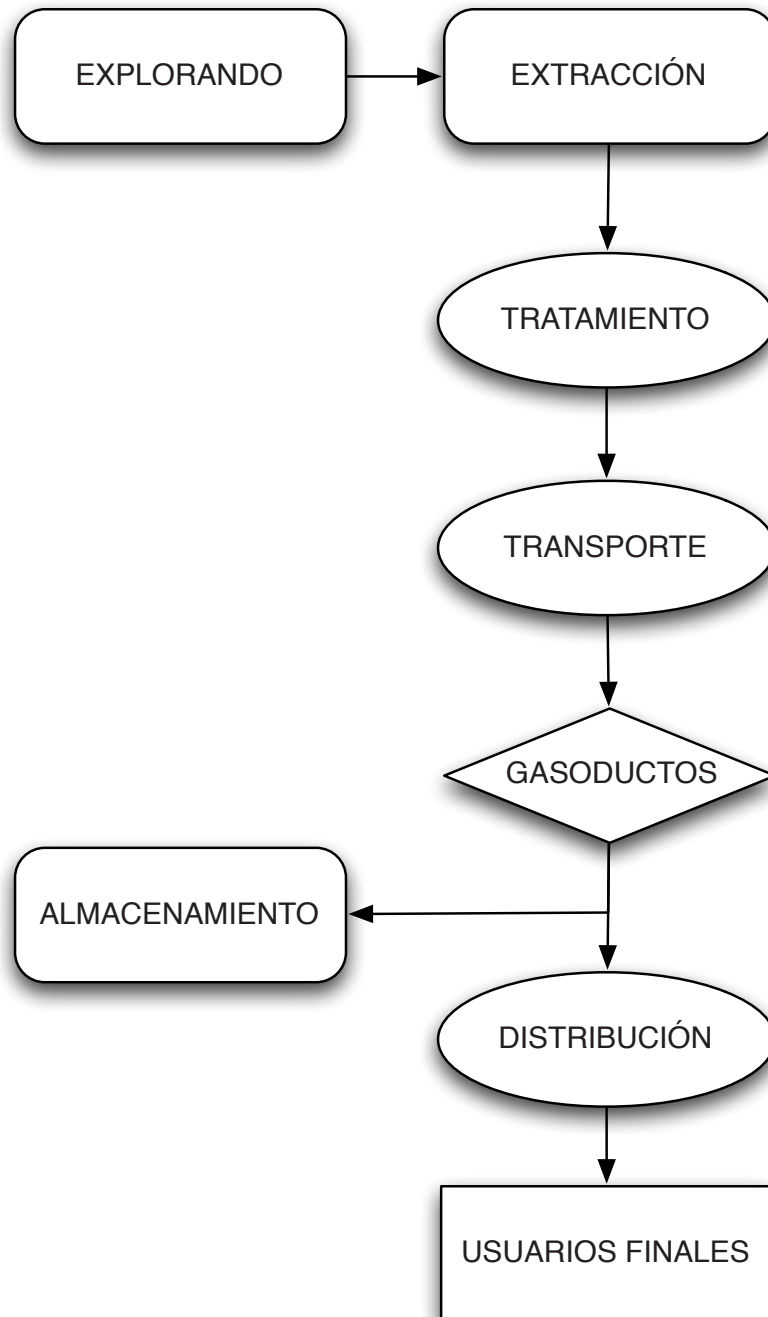 EXPLORANDO
EXTRACCIÓN
TRATAMIENTO
TRANSPORTE
GASODUCTOS
ALMACENAMIENTO
DISTRIBUCIÓN
USUARIOS FINALES